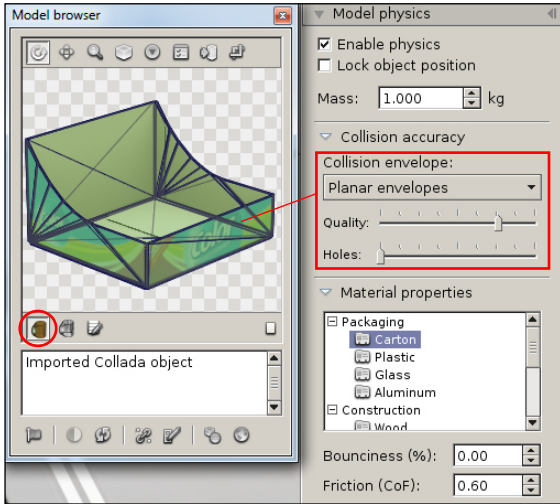 Model browser
Imported Collada object
Model physics
Enable physics
Lock object position
Mass: 1.000 kg
Collision accuracy
Collision envelope:
Planar envelopes
Quality:
Holes:
Material properties
Packaging
Carton
Plastic
Glass
Aluminum
Construction
Wood
Bounciness (%): 0.00
Friction (CoF): 0.60